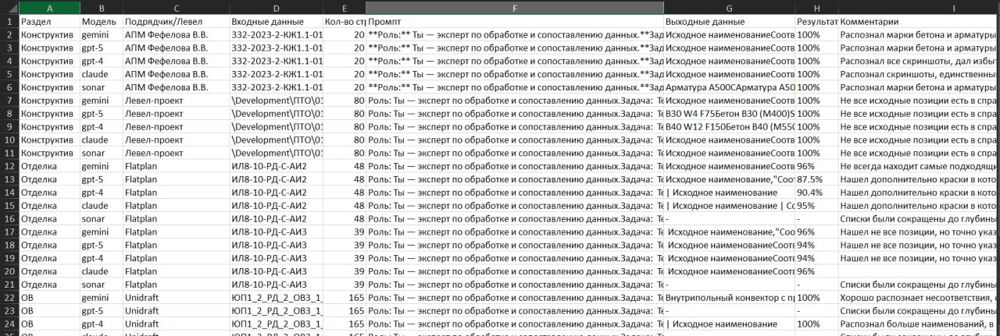 A B C D E F G H I
1 Раздел Модель Подрядчик/Левел Входные данные Кол-во стр Промпт Выходные данные Результат Комментарии
2 Конструктив gemini АПМ Фефелова В.В. 332-2023-2-КЖ1.1-01 20 **Роль:** Ты — эксперт по обработке и сопоставлению данных.**Зад Исходное наименованиеСоотв 100% Распознал марки бетона и арматуры
3 Конструктив gpt-5 АПМ Фефелова В.В. 332-2023-2-КЖ1.1-01 20 **Роль:** Ты — эксперт по обработке и сопоставлению данных.**Зад Исходное наименованиеСоотв 100% Распознал марки бетона и арматуры
4 Конструктив gpt-4 АПМ Фефелова В.В. 332-2023-2-КЖ1.1-01 20 **Роль:** Ты — эксперт по обработке и сопоставлению данных.**Зад Исходное наименованиеСоотв 100% Распознал все скриншоты, дал избы
5 Конструктив claude АПМ Фефелова В.В. 332-2023-2-КЖ1.1-01 20 **Роль:** Ты — эксперт по обработке и сопоставлению данных.**Зад Исходное наименованиеСоотв 100% Распознал скриншоты, единственны
6 Конструктив sonar АПМ Фефелова В.В. 332-2023-2-КЖ1.1-01 20 **Роль:** Ты — эксперт по обработке и сопоставлению данных.**Зад Арматура А500САрматура А50 100% Распознал марки бетона и арматуры
7 Конструктив gemini Левел-проект \Development\ПТО\01 80 Роль: Ты — эксперт по обработке и сопоставлению данных.Задача: Те Исходное наименованиеСоотв 100% Не все исходные позиции есть в спра
8 Конструктив gpt-5 Левел-проект \Development\ПТО\01 80 Роль: Ты — эксперт по обработке и сопоставлению данных.Задача: Те B30 W4 F75Бетон B30 (M400)S 100% Не все исходные позиции есть в спра
9 Конструктив gpt-4 Левел-проект \Development\ПТО\01 80 Роль: Ты — эксперт по обработке и сопоставлению данных.Задача: Те B40 W12 F150Бетон B40 (M550 100% Не все исходные позиции есть в спра
10 Конструктив claude Левел-проект \Development\ПТО\01 80 Роль: Ты — эксперт по обработке и сопоставлению данных.Задача: Те Исходное наименованиеСоотв 100% Не все исходные позиции есть в спра
11 Конструктив sonar Левел-проект \Development\ПТО\01 80 Роль: Ты — эксперт по обработке и сопоставлению данных.Задача: Те Исходное наименованиеСоотв 100% Не все исходные позиции есть в спра
12 Отделка gemini Flatplan ИЛ8-10-РД-С-АИ2 48 Роль: Ты — эксперт по обработке и сопоставлению данных.Задача: Те Исходное наименованиеСоотв 96% Не всегда находит самые подходящи
13 Отделка gpt-5 Flatplan ИЛ8-10-РД-С-АИ2 48 Роль: Ты — эксперт по обработке и сопоставлению данных.Задача: Те Исходное наименование,"Соот 87.5% Нашел дополнительно краски в кото
14 Отделка gpt-4 Flatplan ИЛ8-10-РД-С-АИ2 48 Роль: Ты — эксперт по обработке и сопоставлению данных.Задача: Те | Исходное наименование 90.4% Нашел дополнительно краски в кото
15 Отделка claude Flatplan ИЛ8-10-РД-С-АИ2 48 Роль: Ты — эксперт по обработке и сопоставлению данных.Задача: Те | Исходное наименование | Со 95% Нашел дополнительно краски в кото
16 Отделка sonar Flatplan ИЛ8-10-РД-С-АИ2 48 Роль: Ты — эксперт по обработке и сопоставлению данных.Задача: Те - - Списки были сокращены до глубины
17 Отделка gemini Flatplan ИЛ8-10-РД-С-АИ3 39 Роль: Ты — эксперт по обработке и сопоставлению данных.Задача: Те Исходное наименование,"Соо 96% Нашел не все позиции, но точно указ
18 Отделка gpt-5 Flatplan ИЛ8-10-РД-С-АИ3 39 Роль: Ты — эксперт по обработке и сопоставлению данных.Задача: Те Исходное наименованиеСоотв 94% Нашел не все позиции, но точно указ
19 Отделка gpt-4 Flatplan ИЛ8-10-РД-С-АИ3 39 Роль: Ты — эксперт по обработке и сопоставлению данных.Задача: Те Исходное наименованиеСоотв 94% Нашел не все позиции, но точно указ
20 Отделка claude Flatplan ИЛ8-10-РД-С-АИ3 39 Роль: Ты — эксперт по обработке и сопоставлению данных.Задача: Те Исходное наименованиеСоотв 96%
21 Отделка sonar Flatplan ИЛ8-10-РД-С-АИ3 39 Роль: Ты — эксперт по обработке и сопоставлению данных.Задача: Те - - Списки были сокращены до глубины
22 ОВ gemini Unidraft ЮП1_2_РД_2_ОВ3_1_ 165 Роль: Ты — эксперт по обработке и сопоставлению данных.Задача: Те Внутрипольный конвектор с пр 100% Хорошо распознает несоответствия,
23 ОВ gpt-5 Unidraft ЮП1_2_РД_2_ОВ3_1_ 165 Роль: Ты — эксперт по обработке и сопоставлению данных.Задача: Те - - Списки были сокращены до глубины
24 ОВ gpt-4 Unidraft ЮП1_2_РД_2_ОВ3_1_ 165 Роль: Ты — эксперт по обработке и сопоставлению данных.Задача: Те | Исходное наименование 100% Распознал больше наименований, в